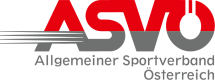 ASVÖ
Allgemeiner Sportverband
Österreich